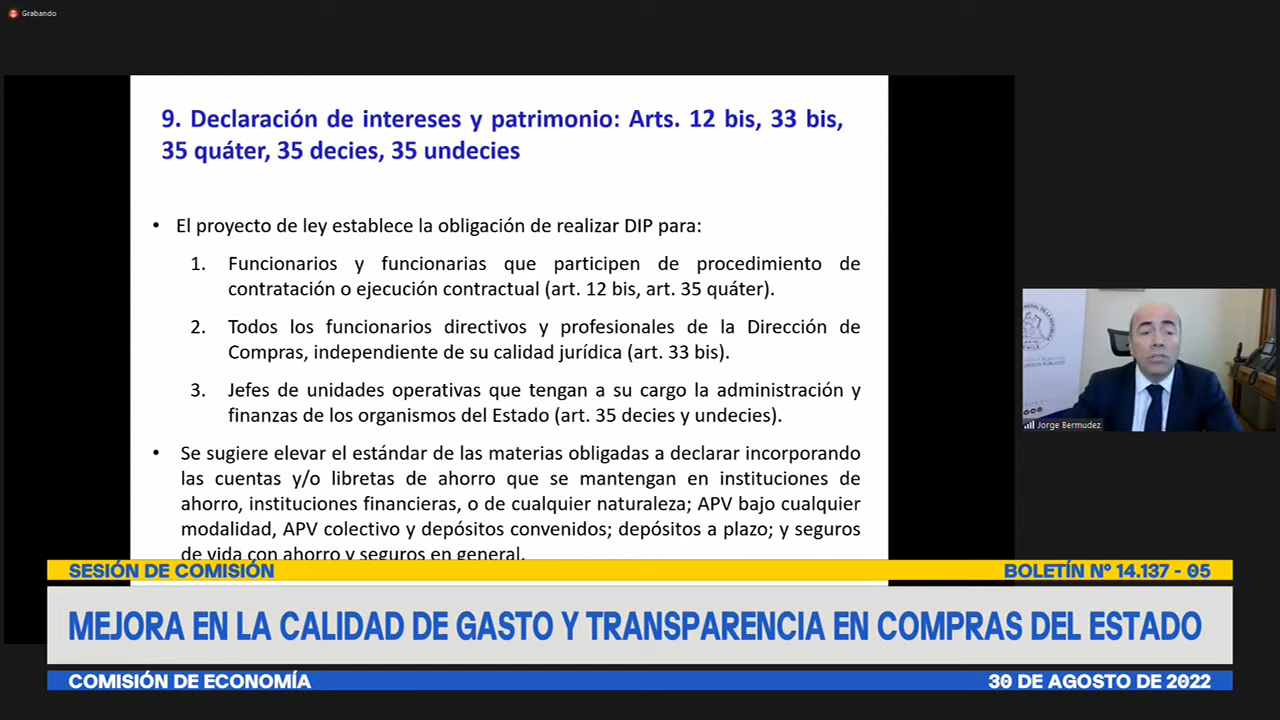 Grabando
9. Declaración de intereses y patrimonio: Arts. 12 bis, 33 bis,
35 quáter, 35 decies, 35 undecies
• El proyecto de ley establece la obligación de realizar DIP para:
1. Funcionarios y funcionarias que participen de procedimiento de
contratación o ejecución contractual (art. 12 bis, art. 35 quáter).
2. Todos los funcionarios directivos y profesionales de la Dirección de
Compras, independiente de su calidad jurídica (art. 33 bis).
3. Jefes de unidades operativas que tengan a su cargo la administración y
finanzas de los organismos del Estado (art. 35 decies y undecies).
• Se sugiere elevar el estándar de las materias obligadas a declarar incorporando
las cuentas y/o libretas de ahorro que se mantengan en instituciones de
ahorro, instituciones financieras, o de cualquier naturaleza; APV bajo cualquier
modalidad, APV colectivo y depósitos convenidos; depósitos a plazo; y seguros
de vida con ahorro y seguros en general.
Jorge Bermudez
SESIÓN DE COMISIÓN
BOLETÍN Nº 14.137 - 05
MEJORA EN LA CALIDAD DE GASTO Y TRANSPARENCIA EN COMPRAS DEL ESTADO
COMISIÓN DE ECONOMÍA
30 DE AGOSTO DE 2022